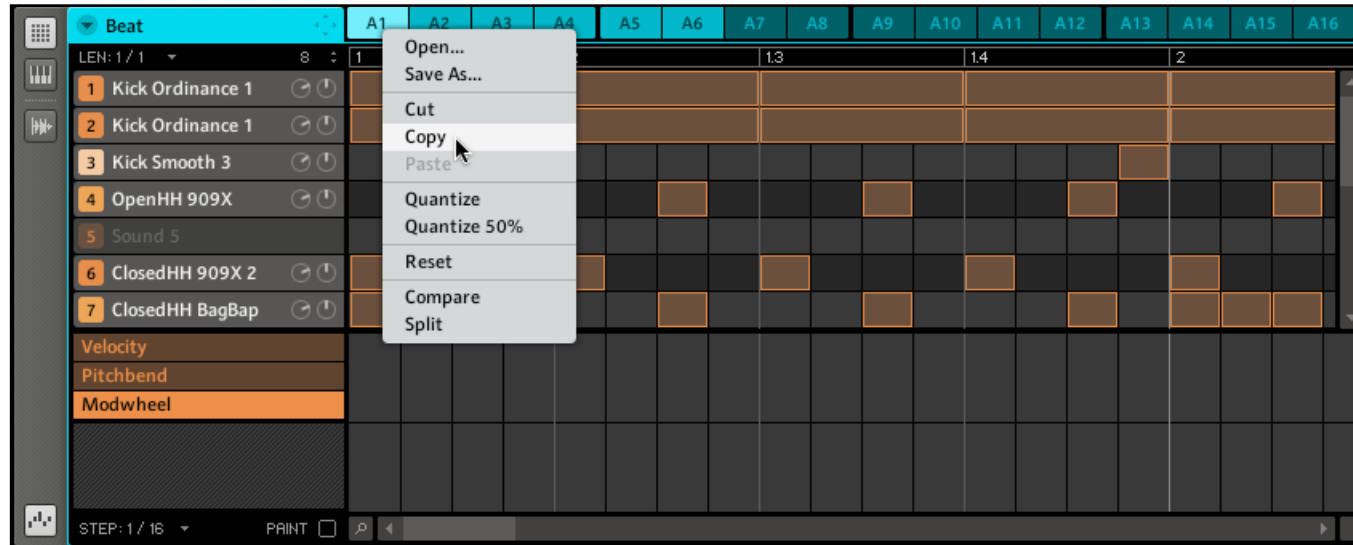 Beat A1 A2 A3 A4 A5 A6 A7 A8 A9 A10 A11 A12 A13 A14 A15 A16
LEN: 1 / 1 8 1 1.3 1.4 2
1 Kick Ordinance 1
2 Kick Ordinance 1
3 Kick Smooth 3
4 OpenHH 909X
5 Sound 5
6 ClosedHH 909X 2
7 ClosedHH BagBap
Open...
Save As...
Cut
Copy
Paste
Quantize
Quantize 50%
Reset
Compare
Split
Velocity
Pitchbend
Modwheel
STEP: 1 / 16 PAINT